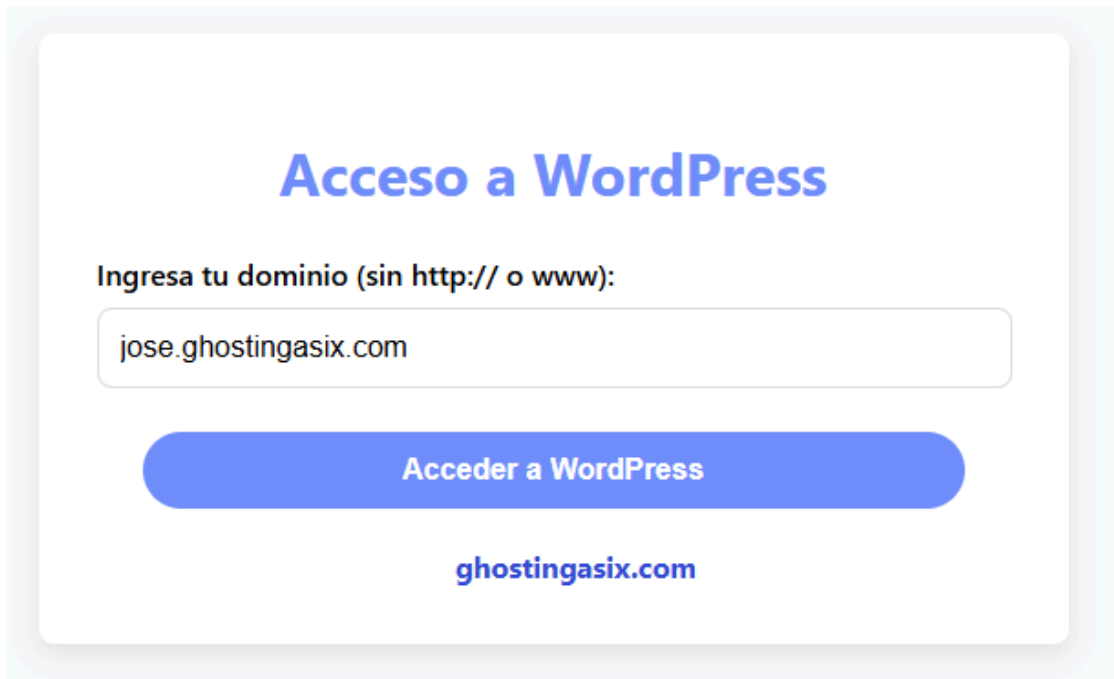 Acceso a WordPress
Ingresa tu dominio (sin http:// o www):
jose.ghostingasix.com
Acceder a WordPress
ghostingasix.com